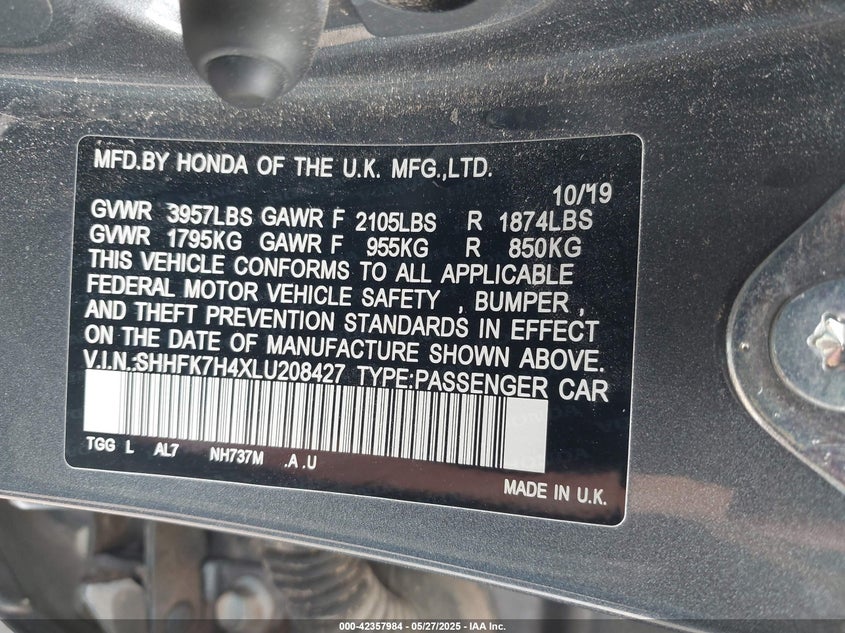 MFD.BY HONDA OF THE U.K. MFG.,LTD.
10/19
GVWR 3957LBS GAWR F 2105LBS R 1874LBS
GVWR 1795KG GAWR F 955KG R 850KG
THIS VEHICLE CONFORMS TO ALL APPLICABLE
FEDERAL MOTOR VEHICLE SAFETY , BUMPER ,
AND THEFT PREVENTION STANDARDS IN EFFECT
ON THE DATE OF MANUFACTURE SHOWN ABOVE.
V.I.N.:SHHFK7H4XLU208427 TYPE:PASSENGER CAR
TGG L AL7 NH737M .A .U
MADE IN U.K.
000-42357984 - 05/27/2025 - IAA Inc.